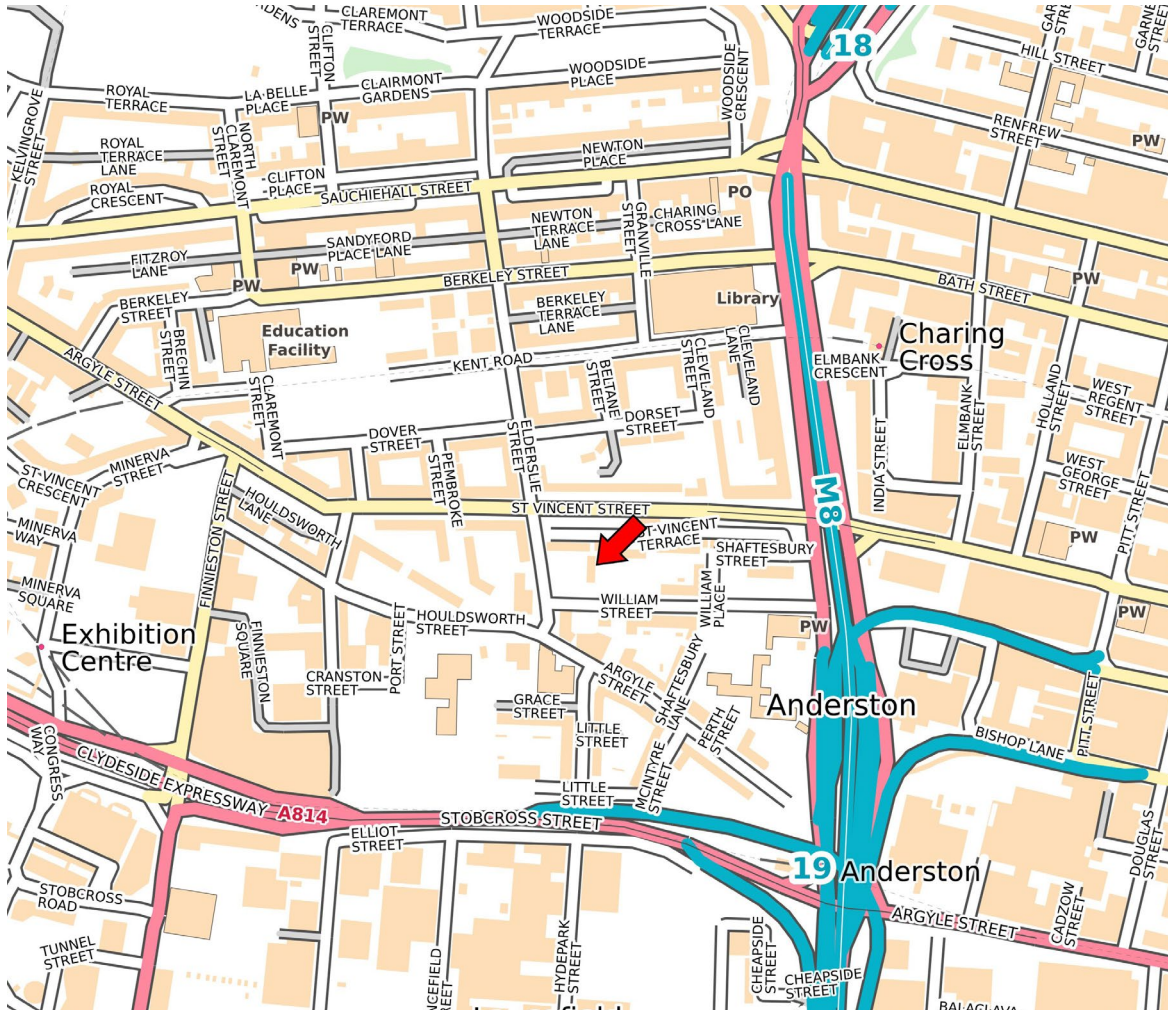 CLAREMONT
TERRACE
WOODSIDE
TERRACE
18
HILL STREET
CLIFTON
STREET
WOODSIDE
PLACE
WOODSIDE
CRESCENT
ROYAL
TERRACE
LA BELLE
PLACE
CLAIRMONT
GARDENS
PW
RENFREW
STREET
PW
KELVINGROVE
STREET
NORTH
CLAREMONT
STREET
ROYAL
TERRACE
LANE
NEWTON
PLACE
ROYAL
CRESCENT
CLIFTON
PLACE
SAUCHIEHALL STREET
PO
NEWTON
TERRACE
LANE
GRANVILLE
STREET
CHARING
CROSS LANE
SANDYFORD
PLACE LANE
FITZROY
LANE
PW
PW
BERKELEY STREET
PW
BATH STREET
BERKELEY
STREET
BERKELEY
TERRACE
LANE
Library
BRECHIN
STREET
Education
Facility
Charing
Cross
KENT ROAD
CLEVELAND
STREET
CLEVELAND
LANE
ELMBANK
CRESCENT
ARGYLE STREET
CLAREMONT
STREET
BELTANE
STREET
HOLLAND
STREET
WEST
REGENT
STREET
DOVER
STREET
DORSET
STREET
ELMBANK
STREET
ELDERSLIE
STREET
PEMBROKE
STREET
INDIA STREET
WEST
GEORGE
STREET
MINERVA
STREET
ST-VINCENT
CRESCENT
M8
PITT STREET
HOULDSWORTH
LANE
ST VINCENT STREET
MINERVA
WAY
ST-VINCENT
TERRACE
PW
SHAFTESBURY
STREET
FINNIESTON STREET
MINERVA
SQUARE
WILLIAM
STREET
WILLIAM
PLACE
PW
PW
HOULDSWORTH
STREET
Exhibition
Centre
FINNIESTON
SQUARE
PORT STREET
CRANSTON
STREET
ARGYLE
STREET
SHAFTESBURY
LANE
PERTH
STREET
Anderston
PITT STREET
GRACE
STREET
LITTLE
STREET
BISHOP LANE
CONGRESS
WAY
CLYDESIDE EXPRESSWAY
A814
LITTLE
STREET
MCINTYRE
STREET
STOBCROSS STREET
ELLIOT
STREET
DOUGLAS
STREET
19
Anderston
STOBCROSS
ROAD
ARGYLE STREET
CADZOW
STREET
TUNNEL
STREET
HYDEPARK
STREET
CHEAPSIDE
STREET
CHEAPSIDE
STREET
STREET